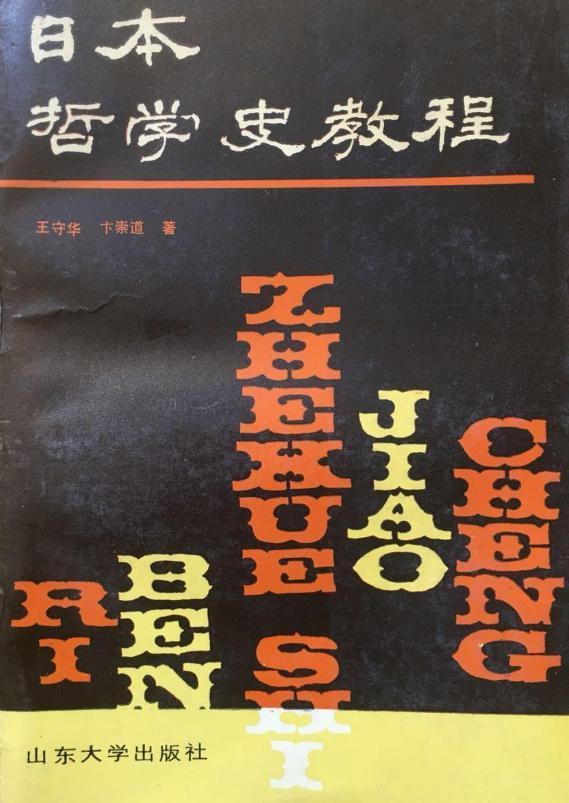 日本
哲学史教程
王守华 卞崇道 著
RI
BEN
ZHEHUE SHI
JIAO
CHENG
山东大学出版社